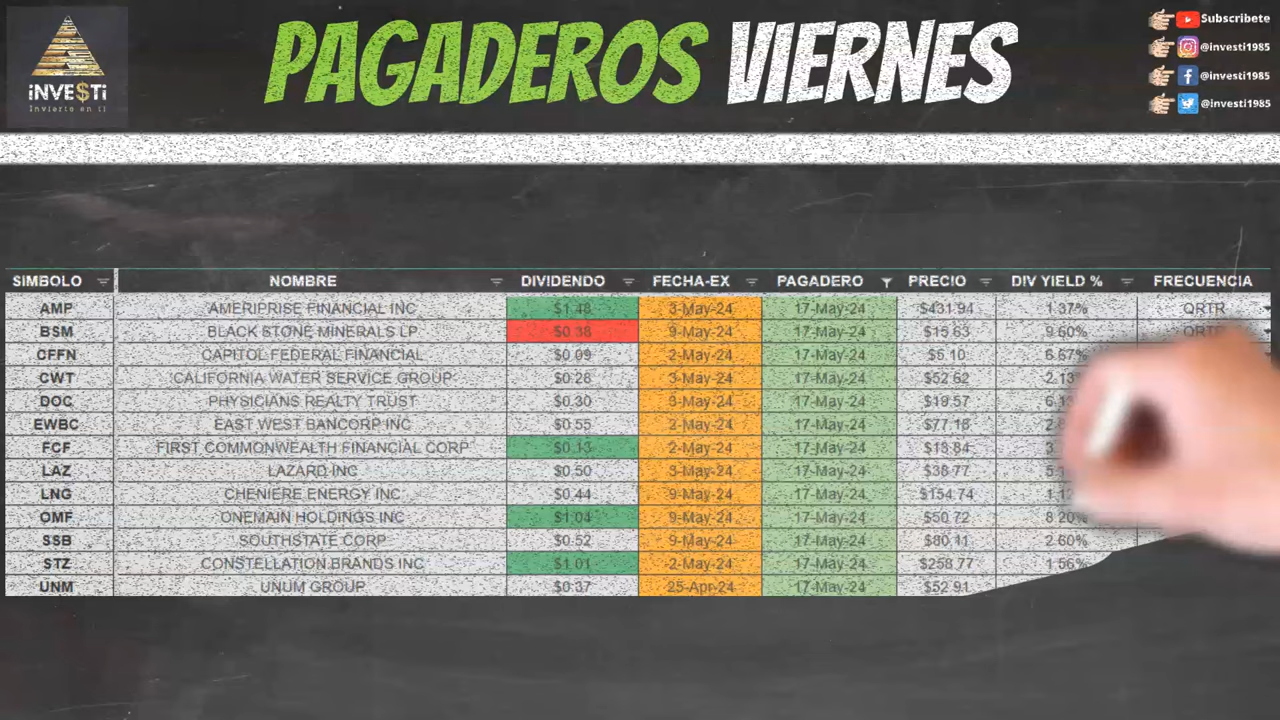 PAGADEROS VIERNES
iNVE$Ti
Invierte en ti
Subscribete
@investi1985
@investi1985
@investi1985
SIMBOLO NOMBRE DIVIDENDO FECHA-EX PAGADERO PRECIO DIV YIELD % FRECUENCIA
AMP AMERIPRISE FINANCIAL INC $1.48 3-May-24 17-May-24 $431.94 1.37% QRTR
BSM BLACK STONE MINERALS LP $0.38 9-May-24 17-May-24 $15.63 9.60% QRTR
CFFN CAPITOL FEDERAL FINANCIAL $0.09 2-May-24 17-May-24 $5.10 6.67%
CWT CALIFORNIA WATER SERVICE GROUP $0.28 3-May-24 17-May-24 $52.62
DOC PHYSICIANS REALTY TRUST $0.30 3-May-24 17-May-24 $19.57
EWBC EAST WEST BANCORP INC $0.55 2-May-24 17-May-24 $77.18
FCF FIRST COMMONWEALTH FINANCIAL CORP $0.13 2-May-24 17-May-24 $13.84
LAZ LAZARD INC $0.50 3-May-24 17-May-24 $38.77
LNG CHENIERE ENERGY INC $0.44 9-May-24 17-May-24 $154.74
OMF ONEMAIN HOLDINGS INC $1.04 9-May-24 17-May-24 $50.72 8.20%
SSB SOUTHSTATE CORP $0.52 9-May-24 17-May-24 $80.11 2.60%
STZ CONSTELLATION BRANDS INC $1.01 2-May-24 17-May-24 $258.77 1.56%
UNM UNUM GROUP $0.37 25-Apr-24 17-May-24 $52.91